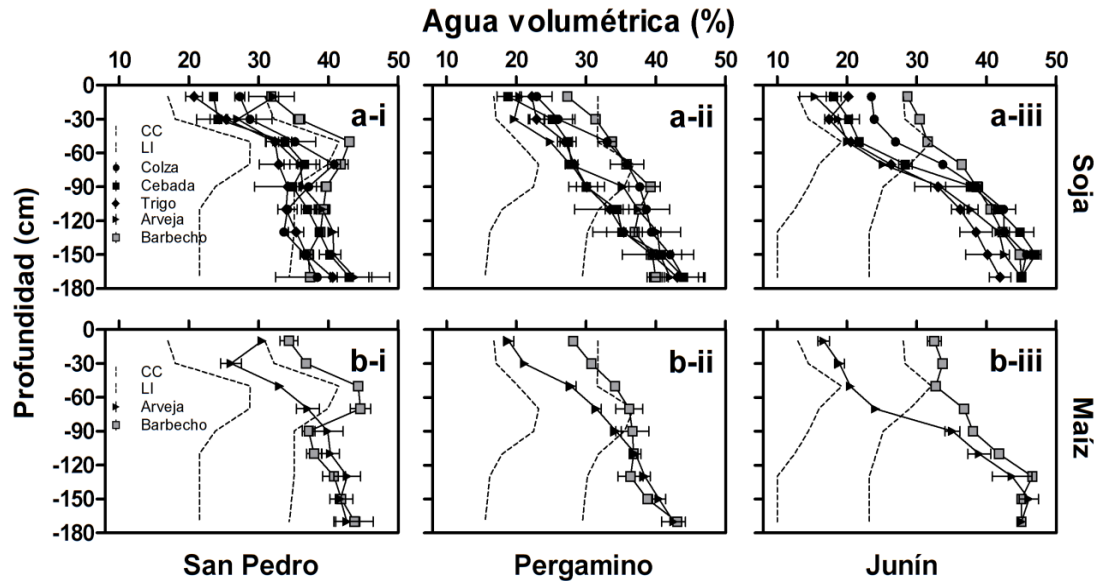 Agua volumétrica (%)
10 20 30 40 50 10 20 30 40 50 10 20 30 40 50
0
-30
-60
-90
-120
-150
-180
a-i
a-ii
a-iii
CC
LI
Colza
Cebada
Trigo
Arveja
Barbecho
Soja
Profundidad (cm)
0
-30
-60
-90
-120
-150
-180
b-i
b-ii
b-iii
CC
LI
Arveja
Barbecho
Maíz
San Pedro Pergamino Junín